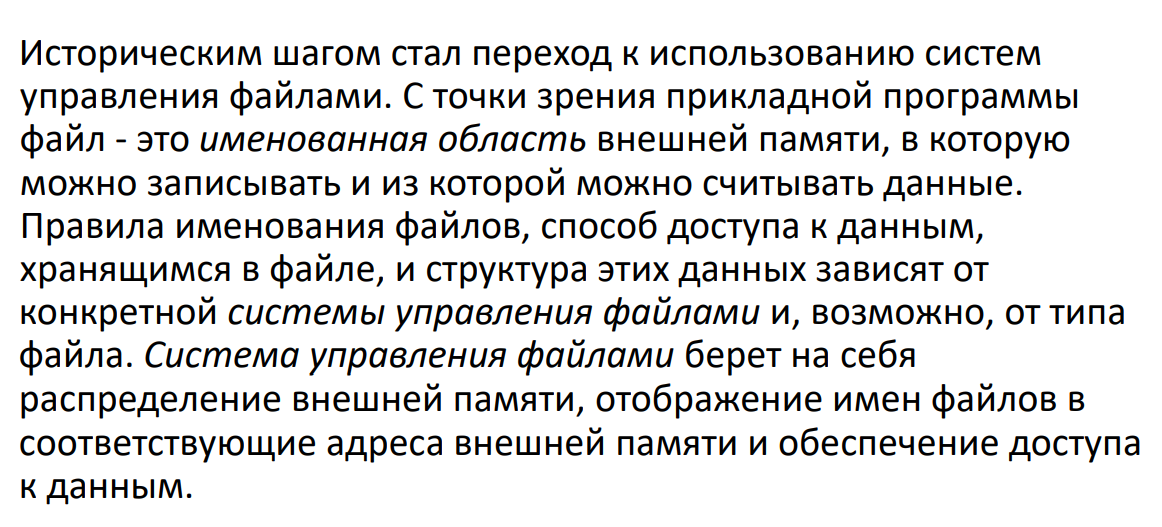 Историческим шагом стал переход к использованию систем
управления файлами. С точки зрения прикладной программы
файл - это именованная область внешней памяти, в которую
можно записывать и из которой можно считывать данные.
Правила именования файлов, способ доступа к данным,
хранящимся в файле, и структура этих данных зависят от
конкретной системы управления файлами и, возможно, от типа
файла. Система управления файлами берет на себя
распределение внешней памяти, отображение имен файлов в
соответствующие адреса внешней памяти и обеспечение доступа
к данным.